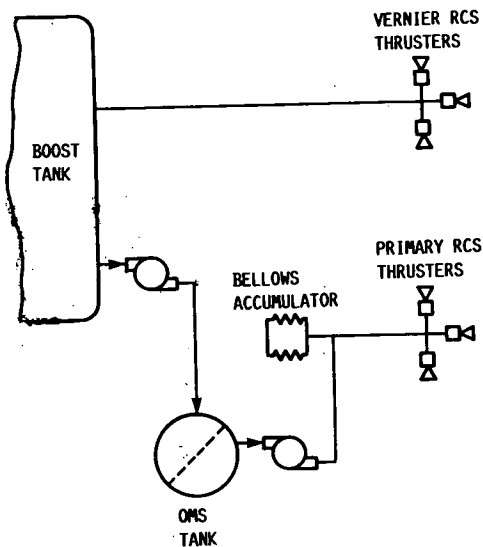 VERNIER RCS
THRUSTERS
BOOST
TANK
PRIMARY RCS
THRUSTERS
BELLOWS
ACCUMULATOR
OMS
TANK